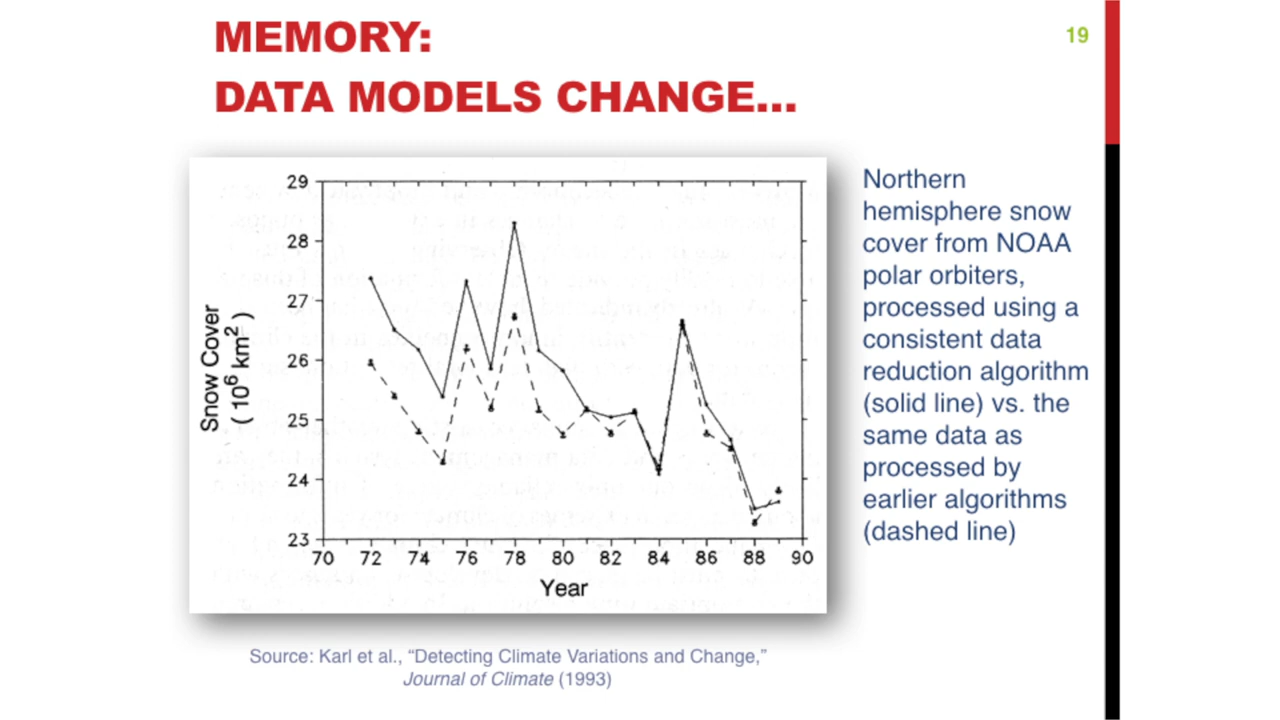 MEMORY:
DATA MODELS CHANGE...
19
29
28
27
26
25
24
23
Snow Cover
( 10⁶ km² )
70 72 74 76 78 80 82 84 86 88 90
Year
Northern
hemisphere snow
cover from NOAA
polar orbiters,
processed using a
consistent data
reduction algorithm
(solid line) vs. the
same data as
processed by
earlier algorithms
(dashed line)
Source: Karl et al., “Detecting Climate Variations and Change,”
Journal of Climate (1993)